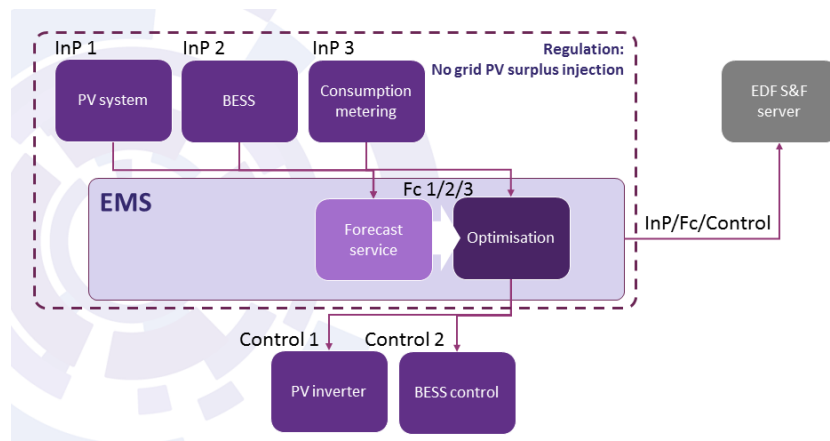 InP 1
InP 2
InP 3
Regulation:
No grid PV surplus injection
PV system
BESS
Consumption
metering
EDF S&F
server
EMS
Fc 1/2/3
Forecast
service
Optimisation
InP/Fc/Control
Control 1
Control 2
PV inverter
BESS control